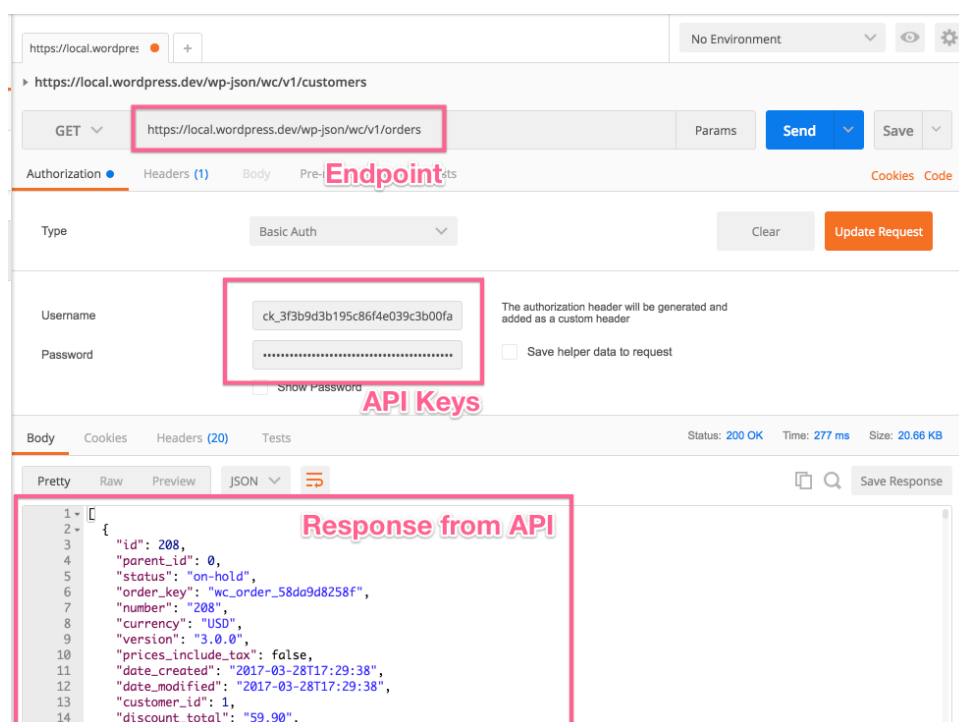 https://local.wordpres
+
No Environment
https://local.wordpress.dev/wp-json/wc/v1/customers
GET
https://local.wordpress.dev/wp-json/wc/v1/orders
Params
Send
Save
Authorization
Headers (1)
Body
Endpoint
Cookies
Code
Type
Basic Auth
Clear
Update Request
Username
ck_3f3b9d3b195c86f4e039c3b00fa
The authorization header will be generated and
added as a custom header
Password
Save helper data to request
Show Password
API Keys
Body
Cookies
Headers (20)
Tests
Status: 200 OK
Time: 277 ms
Size: 20.66 KB
Pretty
Raw
Preview
JSON
Save Response
Response from API
1 [
2 {
3 "id": 208,
4 "parent_id": 0,
5 "status": "on-hold",
6 "order_key": "wc_order_58da9d8258f",
7 "number": "208",
8 "currency": "USD",
9 "version": "3.0.0",
10 "prices_include_tax": false,
11 "date_created": "2017-03-28T17:29:38",
12 "date_modified": "2017-03-28T17:29:38",
13 "customer_id": 1,
14 "discount_total": "59.90",